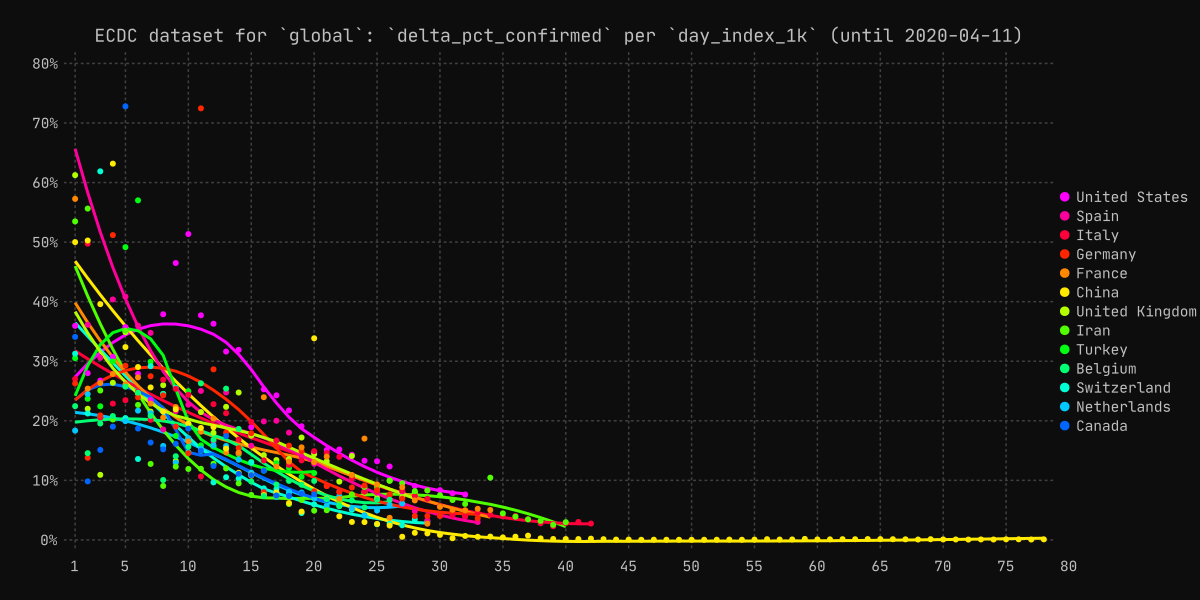 ECDC dataset for `global`: `delta_pct_confirmed` per `day_index_1k` (until 2020-04-11)
80%
70%
60%
50%
40%
30%
20%
10%
0%
1 5 10 15 20 25 30 35 40 45 50 55 60 65 70 75 80
United States
Spain
Italy
Germany
France
China
United Kingdom
Iran
Turkey
Belgium
Switzerland
Netherlands
Canada